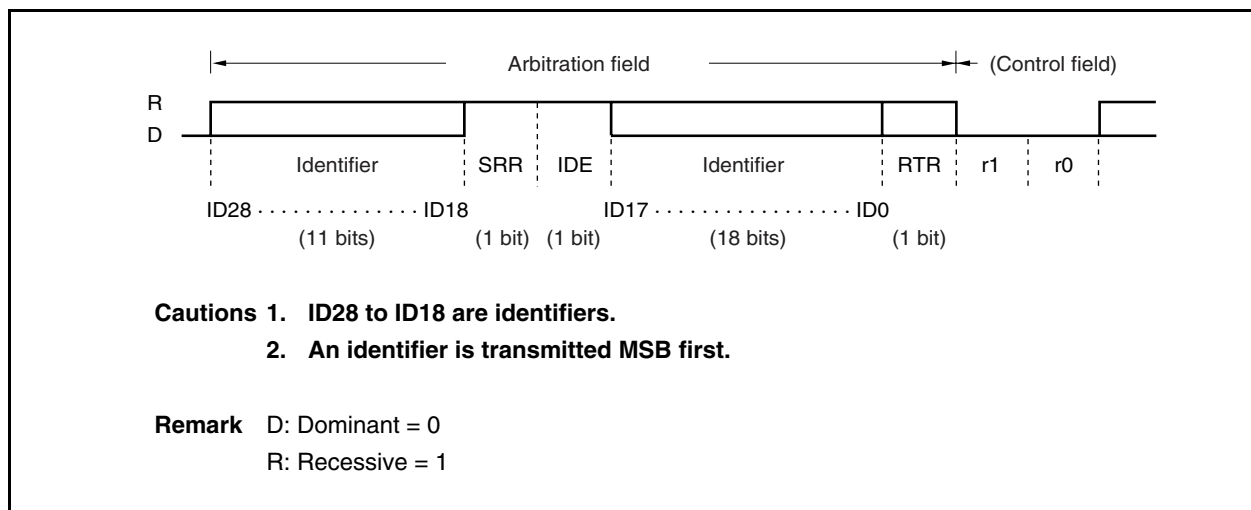 Arbitration field (Control field)
R
D
Identifier SRR IDE Identifier RTR r1 r0
ID28 · · · · · · · · · · · · · · ID18 ID17 · · · · · · · · · · · · · · · · · ID0
(11 bits) (1 bit) (1 bit) (18 bits) (1 bit)
Cautions 1. ID28 to ID18 are identifiers.
2. An identifier is transmitted MSB first.
Remark D: Dominant = 0
R: Recessive = 1